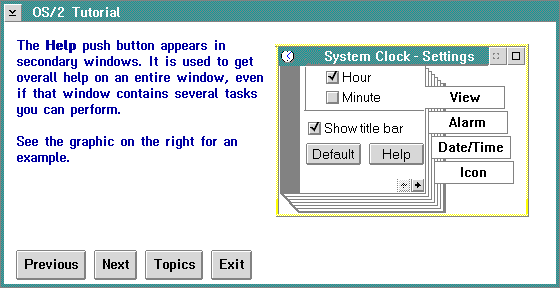 OS/2 Tutorial
The Help push button appears in
secondary windows. It is used to get
overall help on an entire window, even
if that window contains several tasks
you can perform.
See the graphic on the right for an
example.
System Clock - Settings
Hour
Minute
Show title bar
Default Help
View
Alarm
Date/Time
Icon
Previous Next Topics Exit